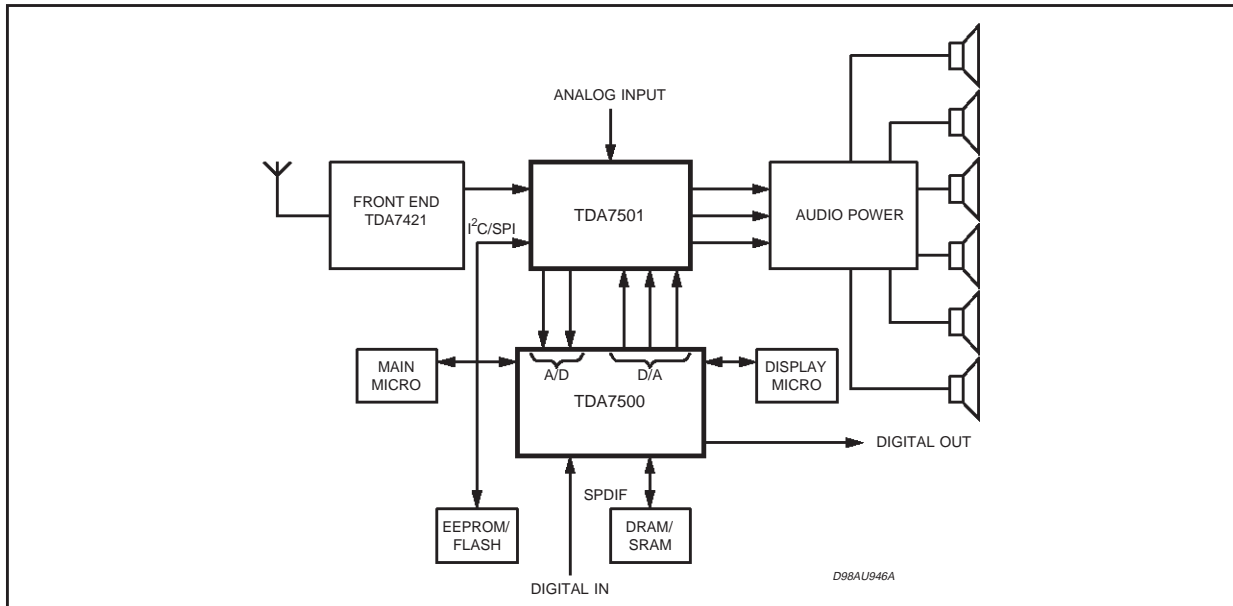 ANALOG INPUT
FRONT END
TDA7421
I²C/SPI
TDA7501
AUDIO POWER
MAIN
MICRO
A/D
D/A
TDA7500
DISPLAY
MICRO
DIGITAL OUT
SPDIF
EEPROM/
FLASH
DRAM/
SRAM
DIGITAL IN
D98AU946A